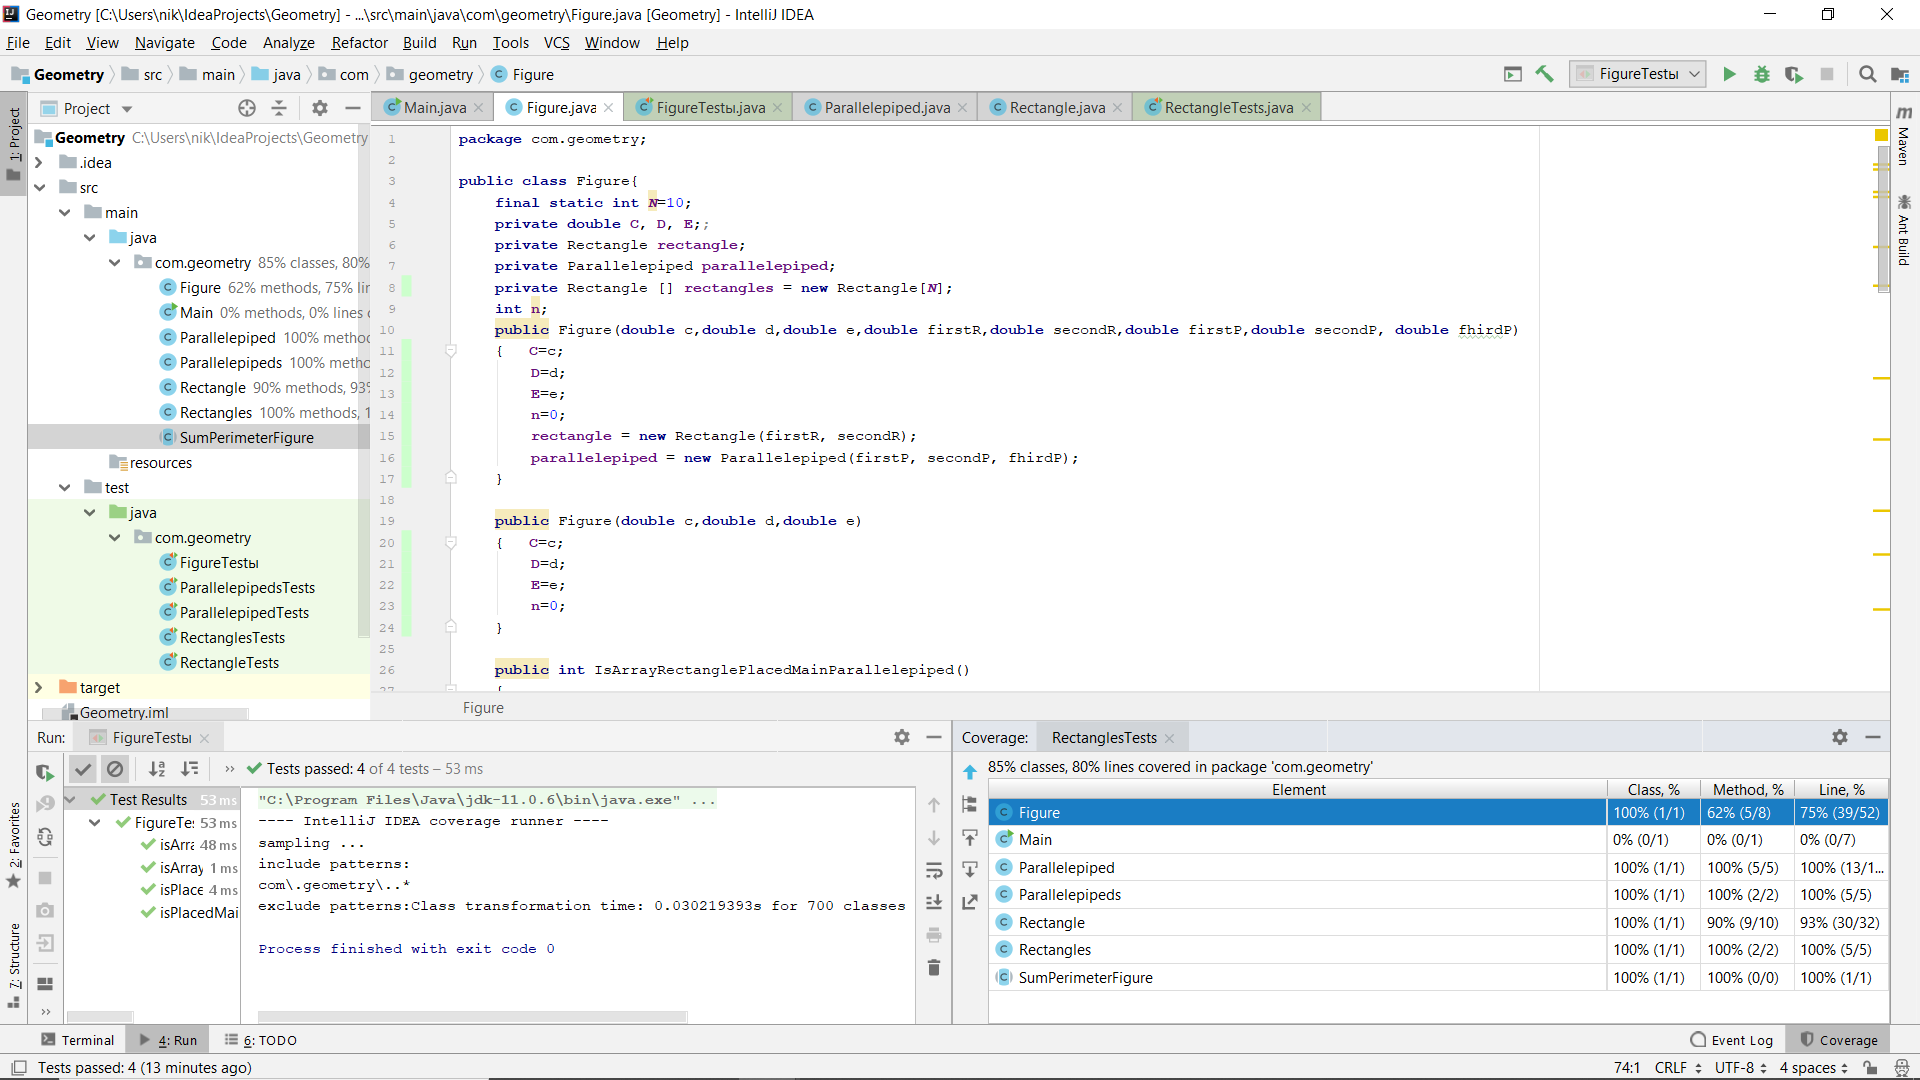 Geometry [C:\Users\nik\IdeaProjects\Geometry] - ...\src\main\java\com\geometry\Figure.java [Geometry] - IntelliJ IDEA
File Edit View Navigate Code Analyze Refactor Build Run Tools VCS Window Help
Geometry src main java com geometry Figure
FigureTestы
Project
Main.java Figure.java FigureTestы.java Parallelepiped.java Rectangle.java RectangleTests.java
1: Project
Geometry C:\Users\nik\IdeaProjects\Geometry
.idea
src
main
java
com.geometry 85% classes, 80%
Figure 62% methods, 75% lir
Main 0% methods, 0% lines
Parallelepiped 100% metho
Parallelepipeds 100% metho
Rectangle 90% methods, 93%
Rectangles 100% methods, 1
SumPerimeterFigure
resources
test
java
com.geometry
FigureTestы
ParallelepipedsTests
ParallelepipedTests
RectanglesTests
RectangleTests
target
Geometry.iml
1 package com.geometry;
2
3 public class Figure{
4 final static int N=10;
5 private double C, D, E;;
6 private Rectangle rectangle;
7 private Parallelepiped parallelepiped;
8 private Rectangle [] rectangles = new Rectangle[N];
9 int n;
10 public Figure(double c,double d,double e,double firstR,double secondR,double firstP,double secondP, double fhirdP)
11 { C=c;
12 D=d;
13 E=e;
14 n=0;
15 rectangle = new Rectangle(firstR, secondR);
16 parallelepiped = new Parallelepiped(firstP, secondP, fhirdP);
17 }
18
19 public Figure(double c,double d,double e)
20 { C=c;
21 D=d;
22 E=e;
23 n=0;
24 }
25
26 public int IsArrayRectanglePlacedMainParallelepiped()
27 {
Figure
Maven
Ant Build
Run: FigureTestы
Tests passed: 4 of 4 tests – 53 ms
Test Results 53 ms
FigureTe: 53 ms
isArra 48 ms
isArray 1 ms
isPlace 4 ms
isPlacedMai
"C:\Program Files\Java\jdk-11.0.6\bin\java.exe" ...
---- IntelliJ IDEA coverage runner ----
sampling ...
include patterns:
com\.geometry\..*
exclude patterns:Class transformation time: 0.030219393s for 700 classes
Process finished with exit code 0
Coverage: RectanglesTests
85% classes, 80% lines covered in package 'com.geometry'
Element Class, % Method, % Line, %
Figure 100% (1/1) 62% (5/8) 75% (39/52)
Main 0% (0/1) 0% (0/1) 0% (0/7)
Parallelepiped 100% (1/1) 100% (5/5) 100% (13/1...
Parallelepipeds 100% (1/1) 100% (2/2) 100% (5/5)
Rectangle 100% (1/1) 90% (9/10) 93% (30/32)
Rectangles 100% (1/1) 100% (2/2) 100% (5/5)
SumPerimeterFigure 100% (1/1) 100% (0/0) 100% (1/1)
2: Favorites
7: Structure
Terminal 4: Run 6: TODO Event Log Coverage
Tests passed: 4 (13 minutes ago) 74:1 CRLF UTF-8 4 spaces